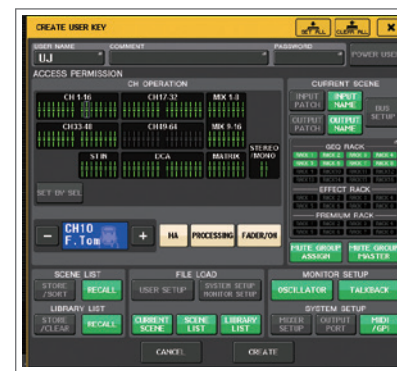 CREATE USER KEY
SET ALL CLEAR ALL X
USER NAME COMMENT PASSWORD
UJ POWER USER
ACCESS PERMISSION
CH OPERATION CURRENT SCENE
CH 1-16 CH17-32 MIX 1-8
INPUT PATCH INPUT NAME
BUS SETUP
CH33-48 CH49-64 MIX 9-16
OUTPUT PATCH OUTPUT NAME
STEREO /MONO
ST IN DCA MATRIX
GEQ RACK
SET BY SEL
EFFECT RACK
PREMIUM RACK
− CH10 F.Tom + HA PROCESSING FADER/ON
MUTE GROUP ASSIGN MUTE GROUP MASTER
SCENE LIST FILE LOAD MONITOR SETUP
STORE /SORT RECALL USER SETUP SYSTEM SETUP MONITOR SETUP OSCILLATOR TALKBACK
LIBRARY LIST SYSTEM SETUP
STORE /CLEAR RECALL CURRENT SCENE SCENE LIST LIBRARY LIST MIXER SETUP OUTPUT PORT MIDI /GPI
CANCEL CREATE